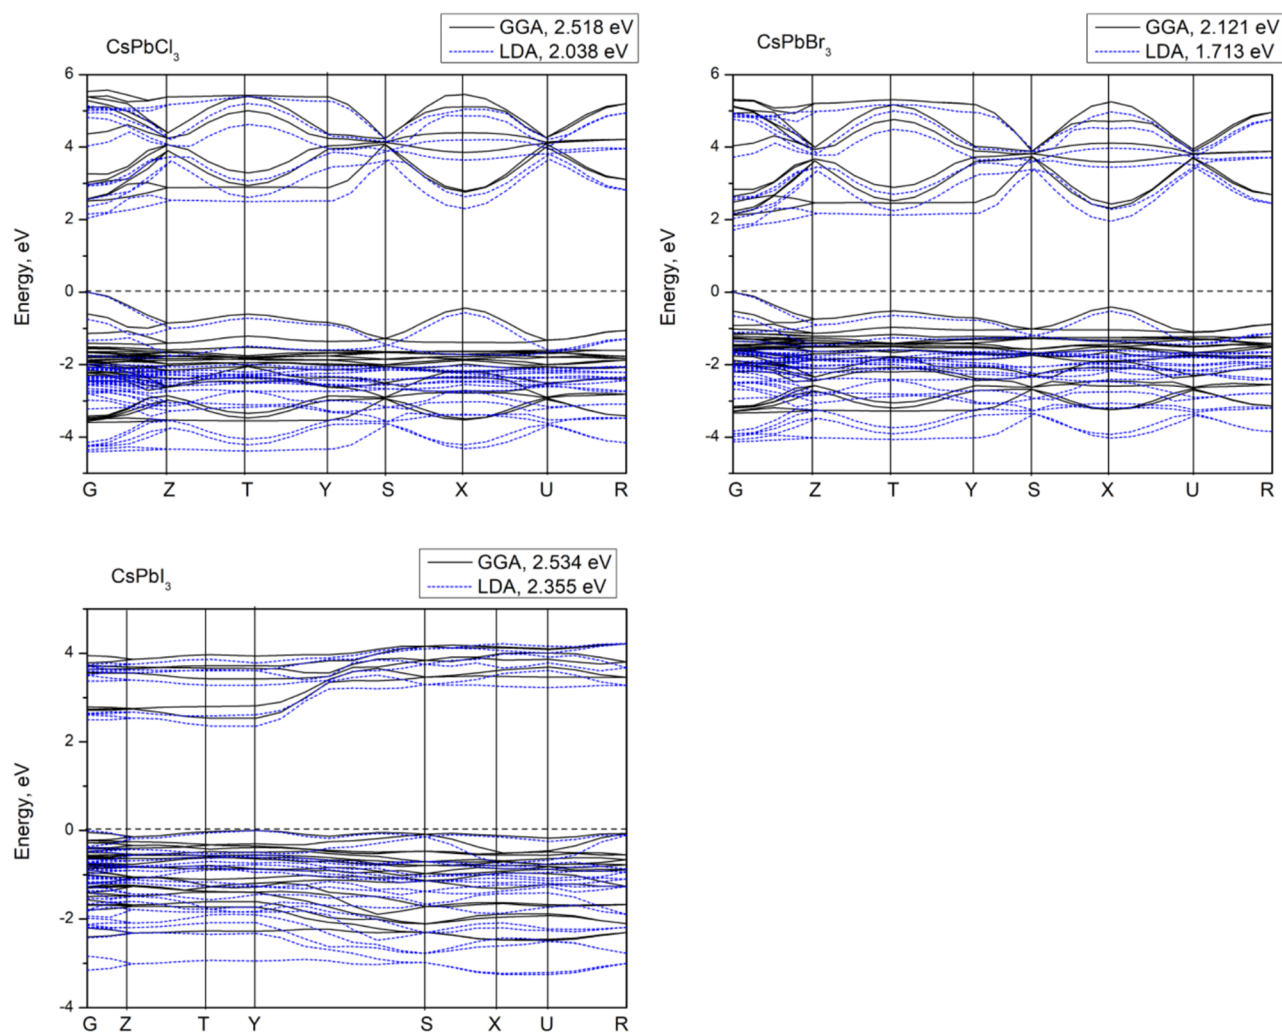 CsPbCl3
GGA, 2.518 eV
LDA, 2.038 eV
Energy, eV
6
4
2
0
-2
-4
G Z T Y S X U R
CsPbBr3
GGA, 2.121 eV
LDA, 1.713 eV
Energy, eV
6
4
2
0
-2
-4
G Z T Y S X U R
CsPbI3
GGA, 2.534 eV
LDA, 2.355 eV
Energy, eV
4
2
0
-2
-4
G Z T Y S X U R